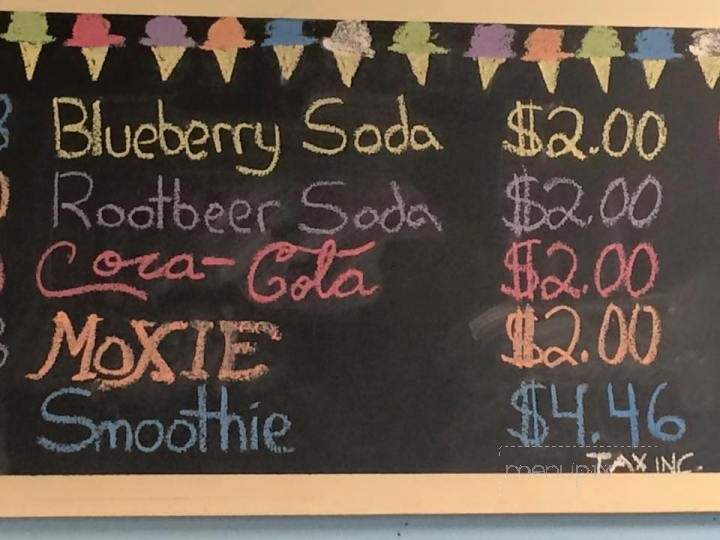 Blueberry Soda $2.00
Rootbeer Soda $2.00
Coca-Cola $2.00
MOXIE $2.00
Smoothie $4.46
TAX INC.
menupix